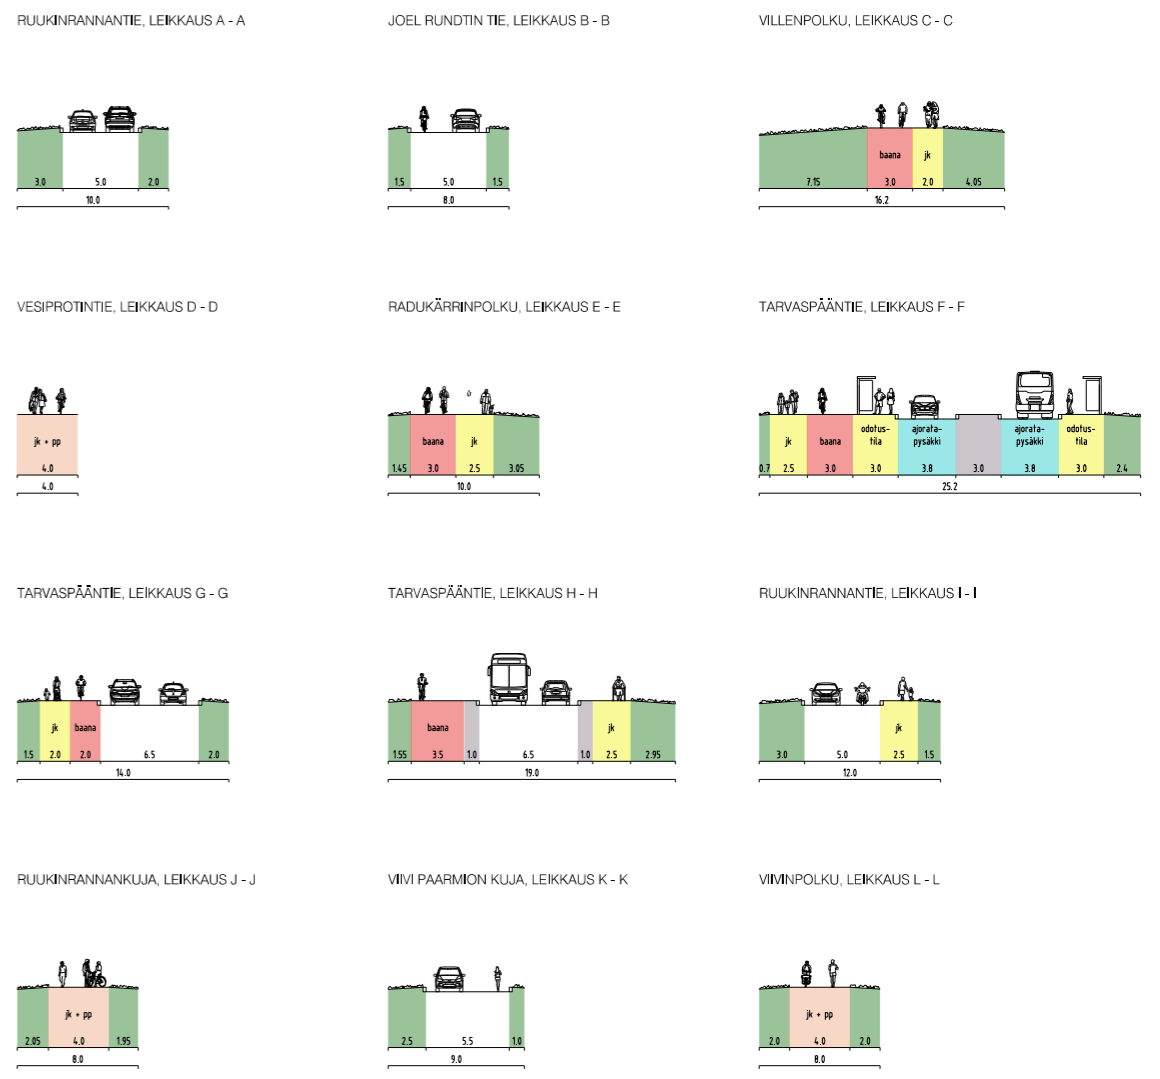 RUUKINRANNANTIE, LEIKKAUS A - A
3.0 5.0 2.0
10.0
JOEL RUNDTIN TIE, LEIKKAUS B - B
1.5 5.0 1.5
8.0
VILLENPOLKU, LEIKKAUS C - C
baana jk
7.15 3.0 2.0 4.05
16.2
VESIPROTINTIE, LEIKKAUS D - D
jk + pp
4.0
4.0
RADUKÄRRINPOLKU, LEIKKAUS E - E
baana jk
1.45 3.0 2.5 3.05
10.0
TARVASPÄÄNTIE, LEIKKAUS F - F
odotus- ajorata- ajorata- odotus-
jk baana tila pysäkki pysäkki tila
0.7 2.5 3.0 3.0 3.8 3.0 3.8 3.0 2.4
25.2
TARVASPÄÄNTIE, LEIKKAUS G - G
jk baana
1.5 2.0 2.0 6.5 2.0
14.0
TARVASPÄÄNTIE, LEIKKAUS H - H
baana jk
1.55 3.5 1.0 6.5 1.0 2.5 2.95
19.0
RUUKINRANNANTIE, LEIKKAUS I - I
jk
3.0 5.0 2.5 1.5
12.0
RUUKINRANNANKUJA, LEIKKAUS J - J
jk + pp
2.05 4.0 1.95
8.0
VIIVI PAARMION KUJA, LEIKKAUS K - K
2.5 5.5 1.0
9.0
VIIVINPOLKU, LEIKKAUS L - L
jk + pp
2.0 4.0 2.0
8.0